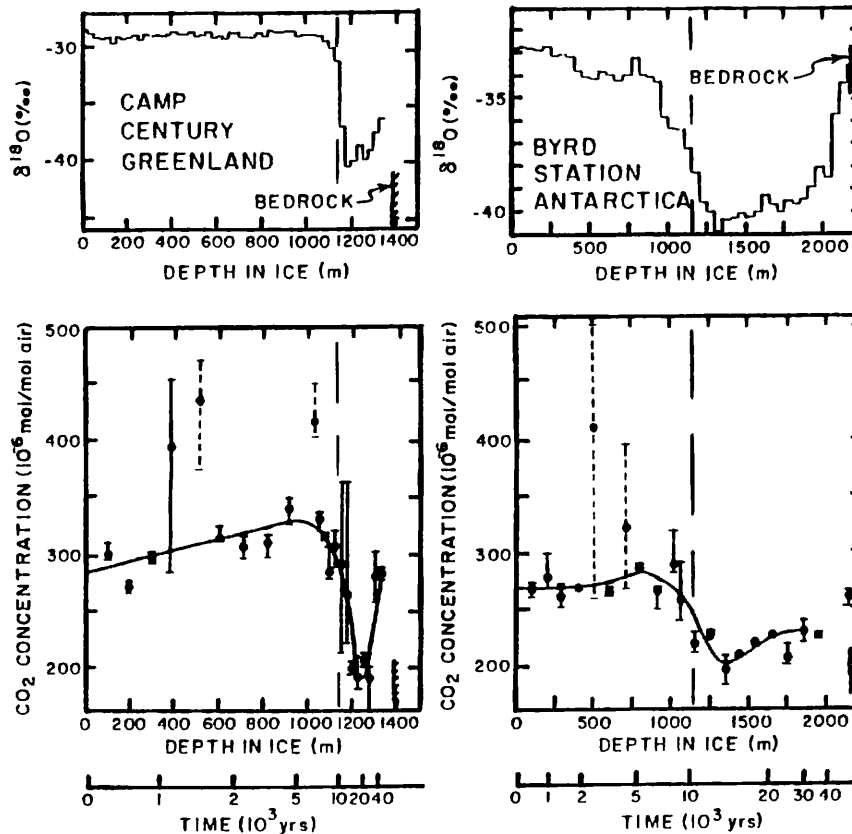 -30
-40
δ¹⁸O (‰)
CAMP
CENTURY
GREENLAND
BEDROCK
0 200 400 600 800 1000 1200 1400
DEPTH IN ICE (m)
-35
-40
δ¹⁸O (‰)
BEDROCK
BYRD
STATION
ANTARCTICA
0 500 1000 1500 2000
DEPTH IN ICE (m)
500
400
300
200
CO₂ CONCENTRATION (10⁻⁶ mol/mol air)
0 200 400 600 800 1000 1200 1400
DEPTH IN ICE (m)
0 1 2 5 10 20 40
TIME (10³ yrs)
500
400
300
200
CO₂ CONCENTRATION (10⁻⁶ mol/mol air)
0 500 1000 1500 2000
DEPTH IN ICE (m)
0 1 2 5 10 20 30 40
TIME (10³ yrs)